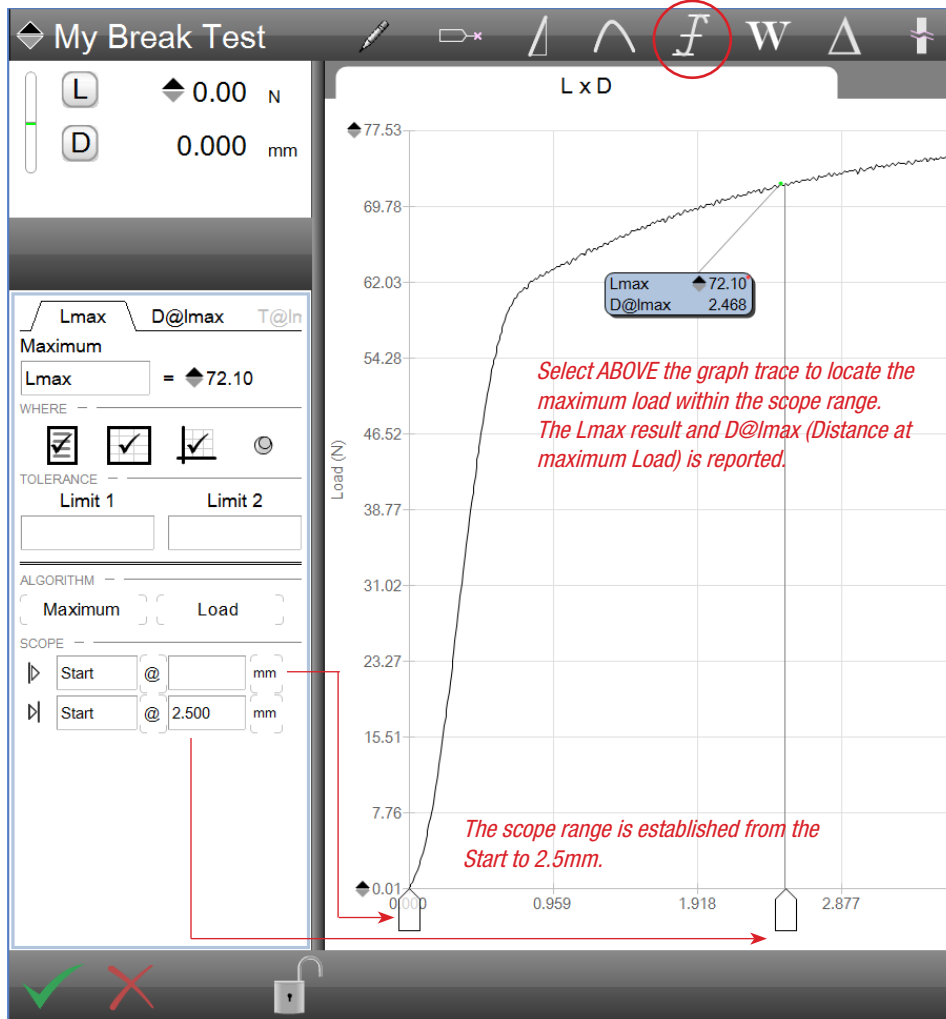 My Break Test
W
L 0.00 N
D 0.000 mm
Lmax D@lmax
Maximum
Lmax = 72.10
WHERE
TOLERANCE
Limit 1 Limit 2
ALGORITHM
Maximum Load
SCOPE
Start @ mm
Start @ 2.500 mm
L x D
77.53
69.78
62.03
54.28
46.52
38.77
31.02
23.27
15.51
7.76
0.01
Load (N)
Lmax 72.10
D@lmax 2.468
Select ABOVE the graph trace to locate the
maximum load within the scope range.
The Lmax result and D@lmax (Distance at
maximum Load) is reported.
The scope range is established from the
Start to 2.5mm.
0.000 0.959 1.918 2.877